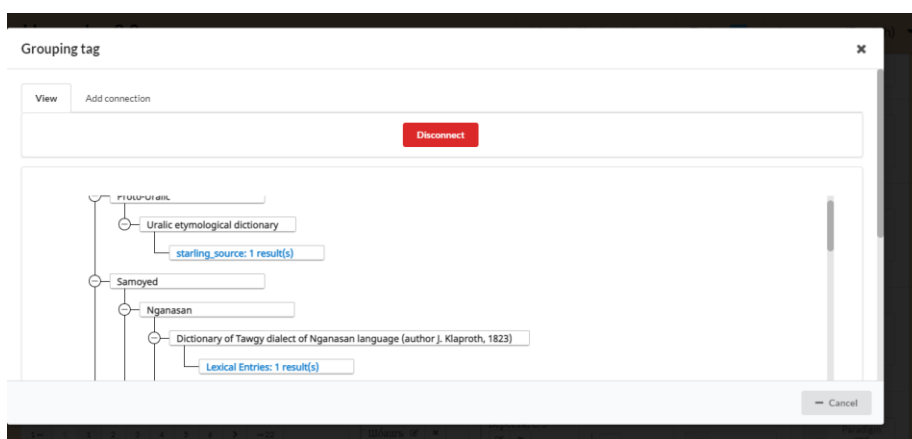 Grouping tag
View
Add connection
Disconnect
Proto-Uralic
Uralic etymological dictionary
starling_source: 1 result(s)
Samoyed
Nganasan
Dictionary of Tawgy dialect of Nganasan language (author J. Klaproth, 1823)
Lexical Entries: 1 result(s)
Cancel